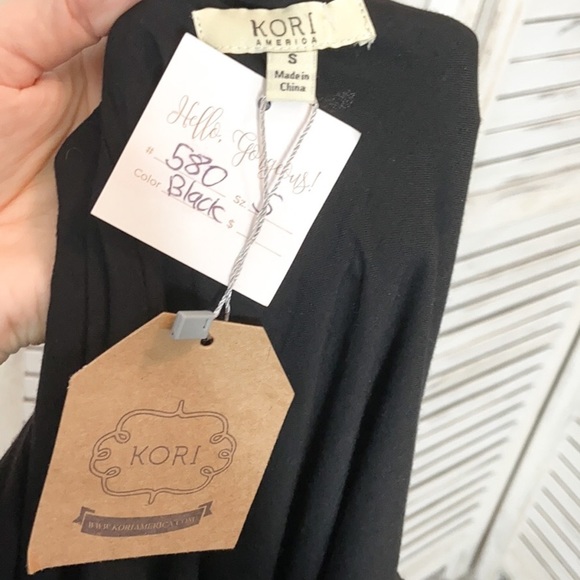 KORI
AMERICA
S
Made in
China
Hello, Gorgeous!
# 580 sz. S
Color Black $
KORI
WWW.KORIAMERICA.COM